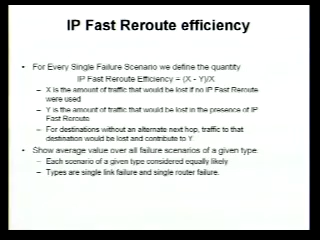 IP Fast Reroute efficiency
• For Every Single Failure Scenario we define the quantity
IP Fast Reroute Efficiency = (X - Y)/X
– X is the amount of traffic that would be lost if no IP Fast Reroute
were used
– Y is the amount of traffic that would be lost in the presence of IP
Fast Reroute
– For destinations without an alternate next hop, traffic to that
destination would be lost and contribute to Y
• Show average value over all failure scenarios of a given type
– Each scenario of a given type considered equally likely
– Types are single link failure and single router failure.